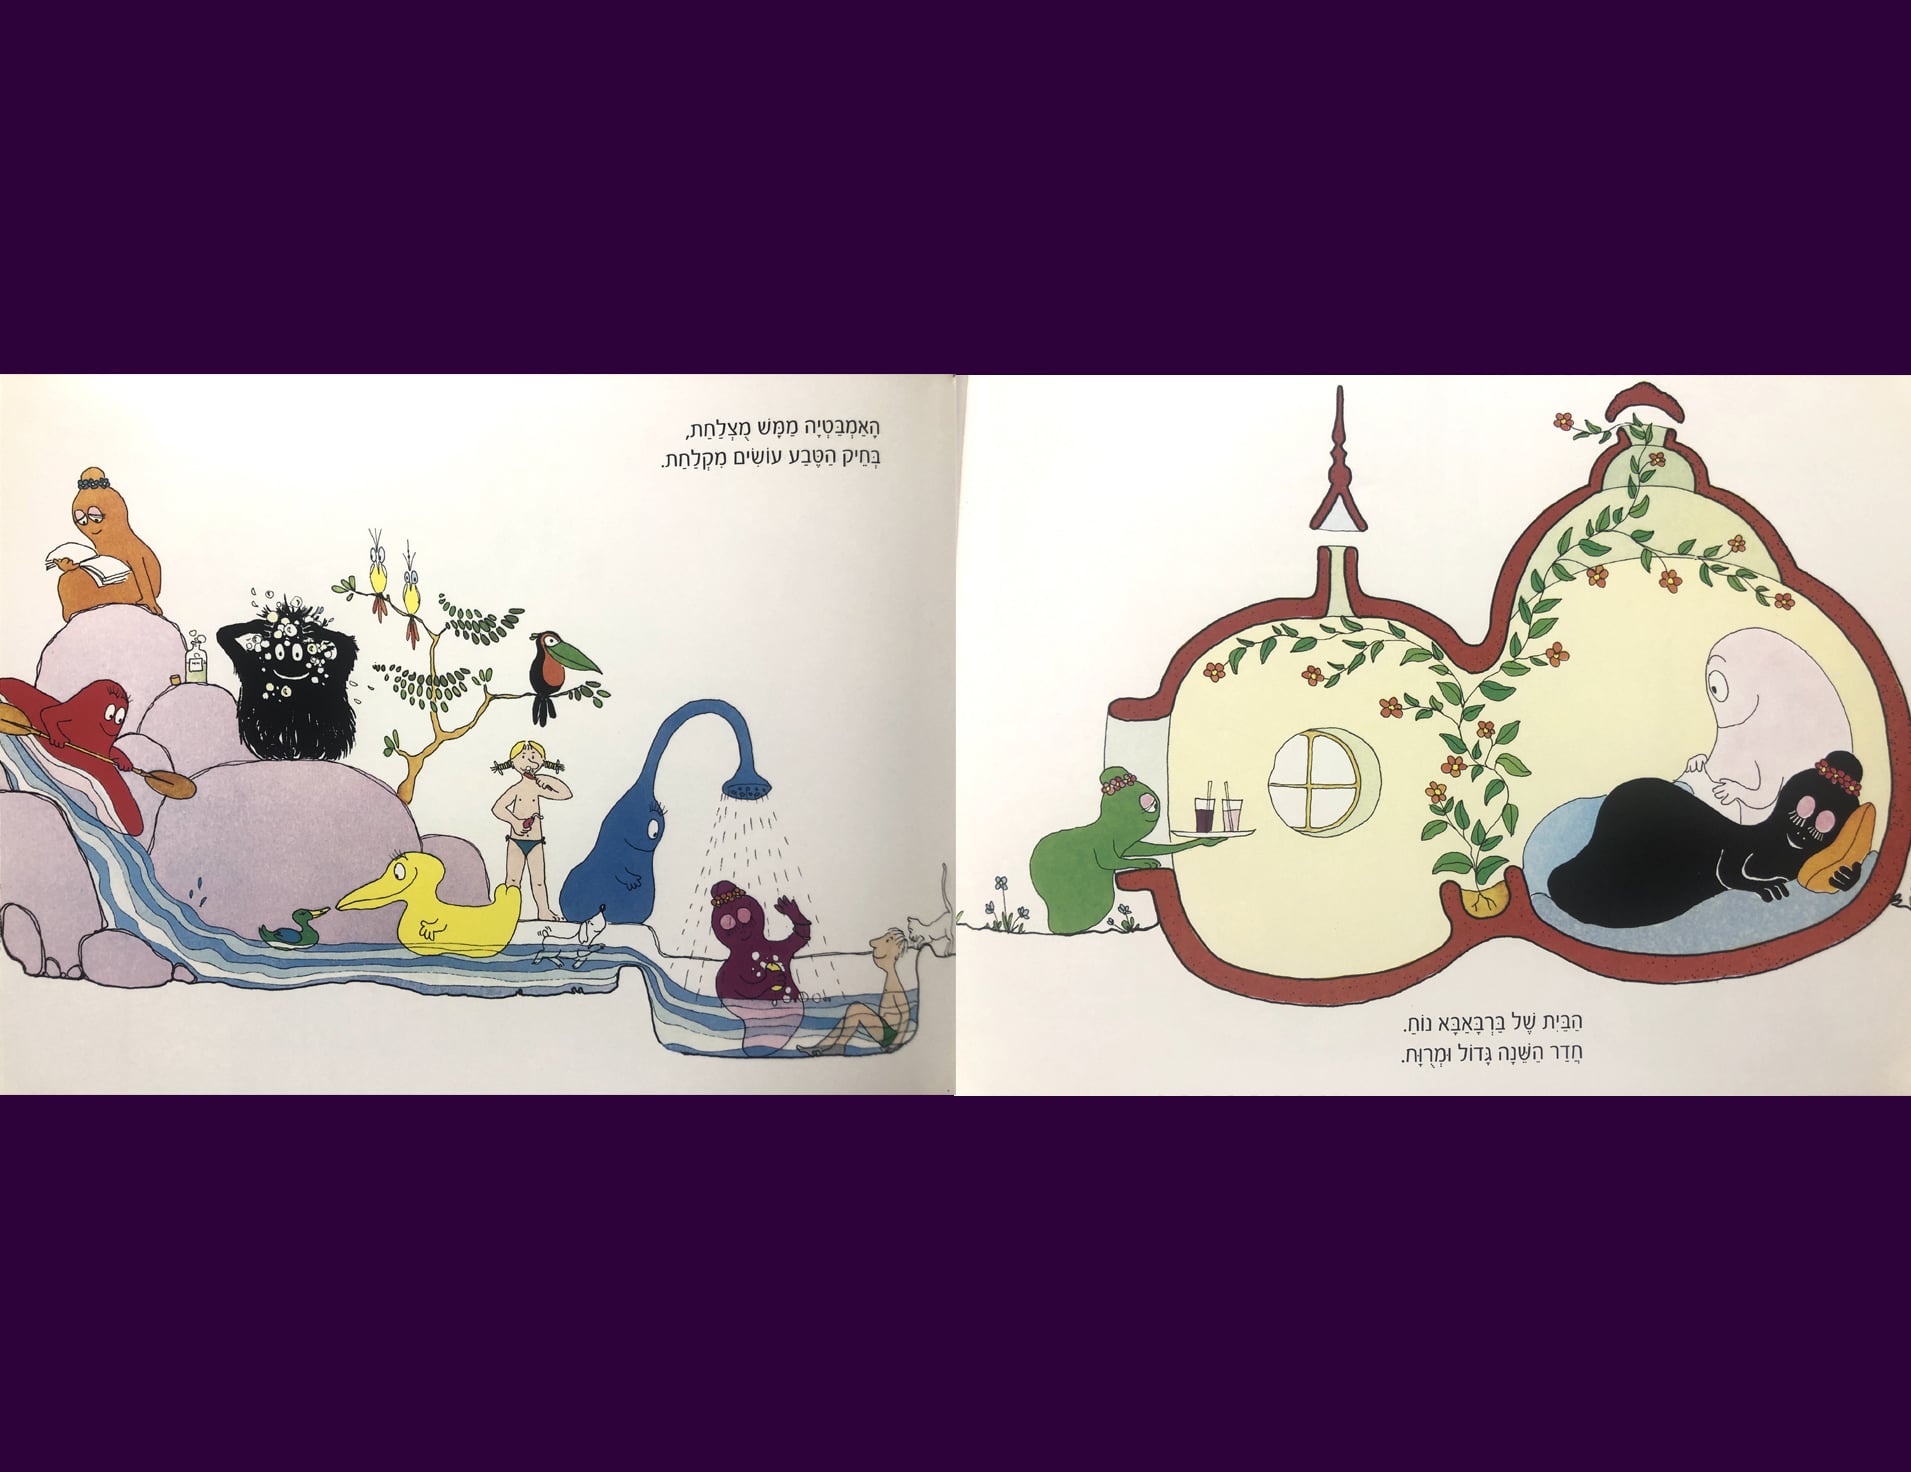 הָאַמְבַּטְיָה מַמָּשׁ מֻצְלַחַת,
בְּחֵיק הַטֶּבַע עוֹשִׂים מִקְלַחַת.
הַבַּיִת שֶׁל בַּרְבָּאַבָּא נוֹחַ.
חֲדַר הַשֵּׁנָה גָּדוֹל וּמְרֻוָּח.